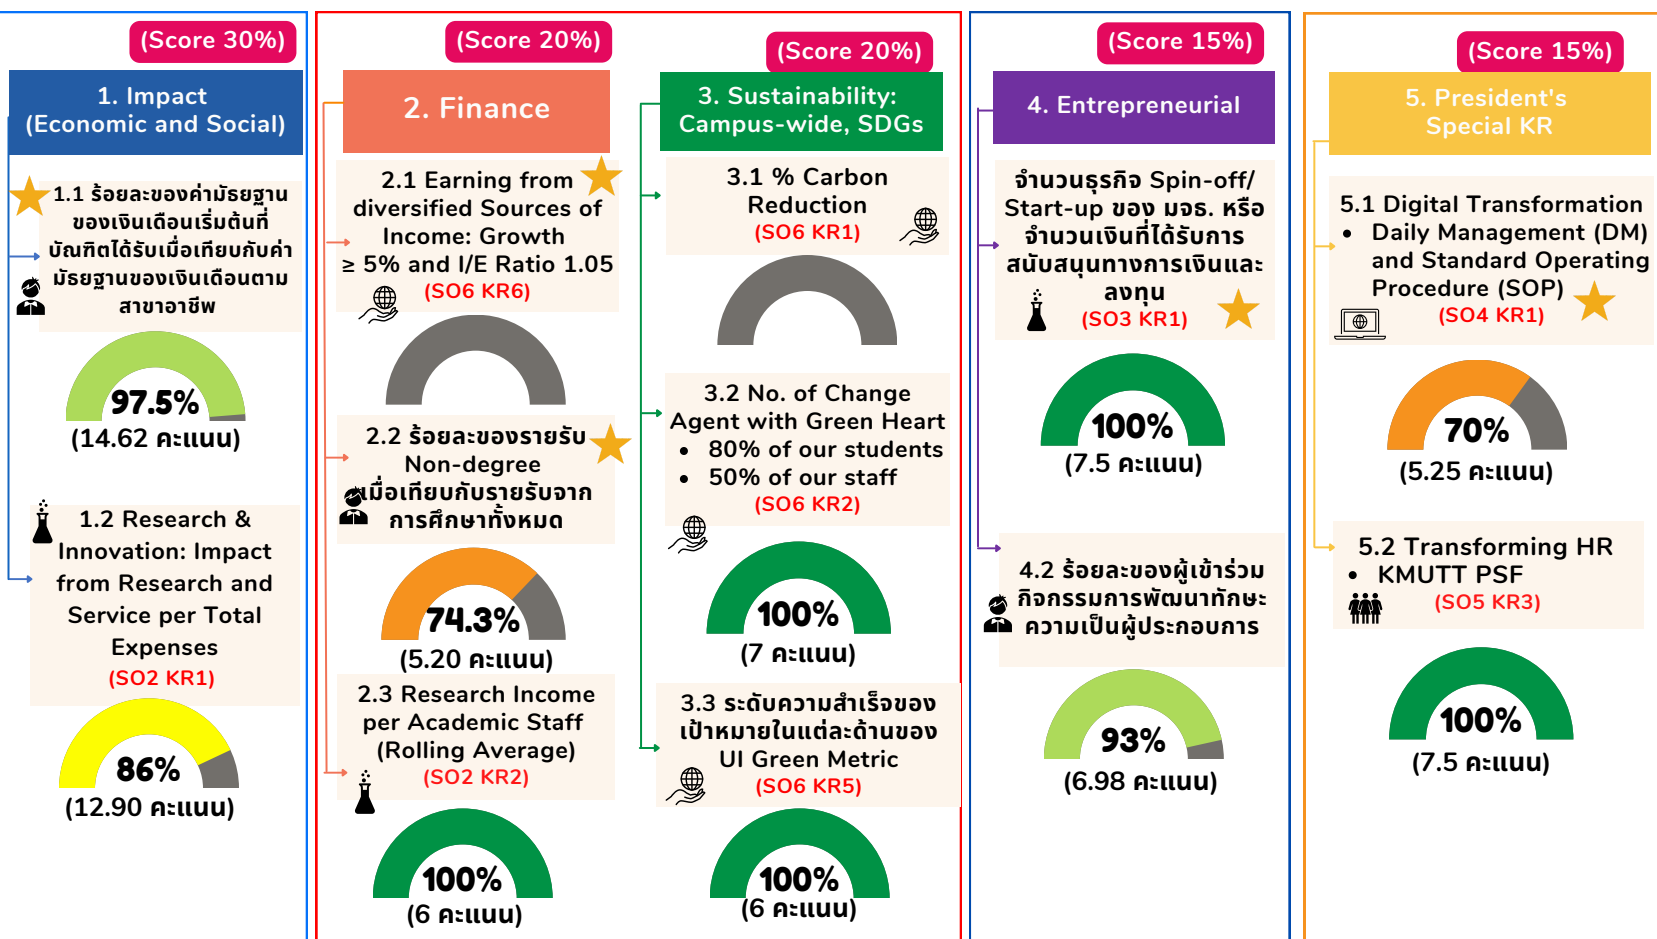 (Score 30%)
1. Impact
(Economic and Social)
1.1 ร้อยละของค่ามัธยฐาน
ของเงินเดือนเริ่มต้นที่
บัณฑิตได้รับเมื่อเทียบกับค่า
มัธยฐานของเงินเดือนตาม
สาขาอาชีพ
97.5%
(14.62 คะแนน)
1.2 Research &
Innovation: Impact
from Research and
Service per Total
Expenses
(SO2 KR1)
86%
(12.90 คะแนน)
(Score 20%)
2. Finance
2.1 Earning from
diversified Sources of
Income: Growth
≥ 5% and I/E Ratio 1.05
(SO6 KR6)
2.2 ร้อยละของรายรับ
Non-degree
เมื่อเทียบกับรายรับจาก
การศึกษาทั้งหมด
74.3%
(5.20 คะแนน)
2.3 Research Income
per Academic Staff
(Rolling Average)
(SO2 KR2)
100%
(6 คะแนน)
(Score 20%)
3. Sustainability:
Campus-wide, SDGs
3.1 % Carbon
Reduction
(SO6 KR1)
3.2 No. of Change
Agent with Green Heart
• 80% of our students
• 50% of our staff
(SO6 KR2)
100%
(7 คะแนน)
3.3 ระดับความสำเร็จของ
เป้าหมายในแต่ละด้านของ
UI Green Metric
(SO6 KR5)
100%
(6 คะแนน)
(Score 15%)
4. Entrepreneurial
จำนวนธุรกิจ Spin-off/
Start-up ของ มจธ. หรือ
จำนวนเงินที่ได้รับการ
สนับสนุนทางการเงินและ
ลงทุน
(SO3 KR1)
100%
(7.5 คะแนน)
4.2 ร้อยละของผู้เข้าร่วม
กิจกรรมการพัฒนาทักษะ
ความเป็นผู้ประกอบการ
93%
(6.98 คะแนน)
(Score 15%)
5. President's
Special KR
5.1 Digital Transformation
• Daily Management (DM)
and Standard Operating
Procedure (SOP)
(SO4 KR1)
70%
(5.25 คะแนน)
5.2 Transforming HR
• KMUTT PSF
(SO5 KR3)
100%
(7.5 คะแนน)